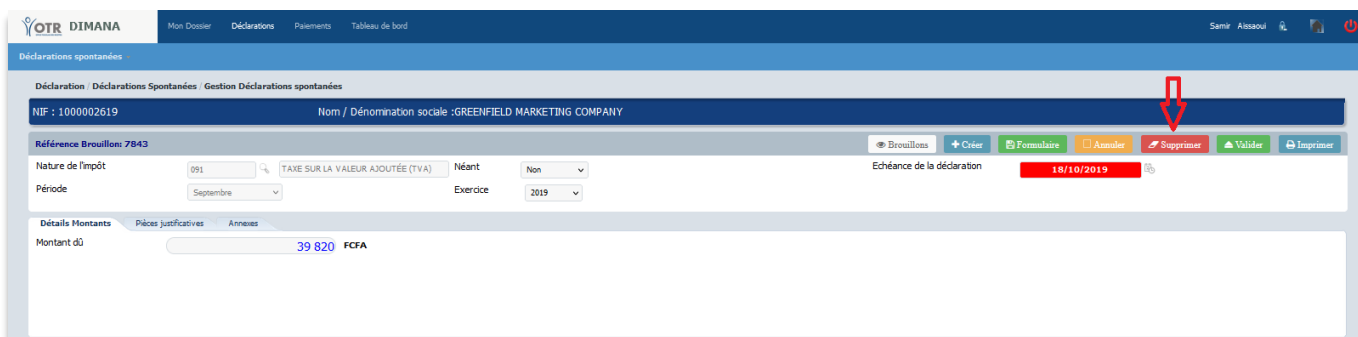 OTR DIMANA Mon Dossier Déclarations Paiements Tableau de bord Samir Aissaoui
Déclarations spontanées
Déclaration / Déclarations Spontanées / Gestion Déclarations spontanées
NIF : 1000002619 Nom / Dénomination sociale :GREENFIELD MARKETING COMPANY
Référence Brouillon: 7843 Brouillons Créer Formulaire Annuler Supprimer Valider Imprimer
Nature de l'impôt 091 TAXE SUR LA VALEUR AJOUTÉE (TVA) Néant Non Echéance de la déclaration 18/10/2019
Période Septembre Exercice 2019
Détails Montants Pièces justificatives Annexes
Montant dû 39 820 FCFA